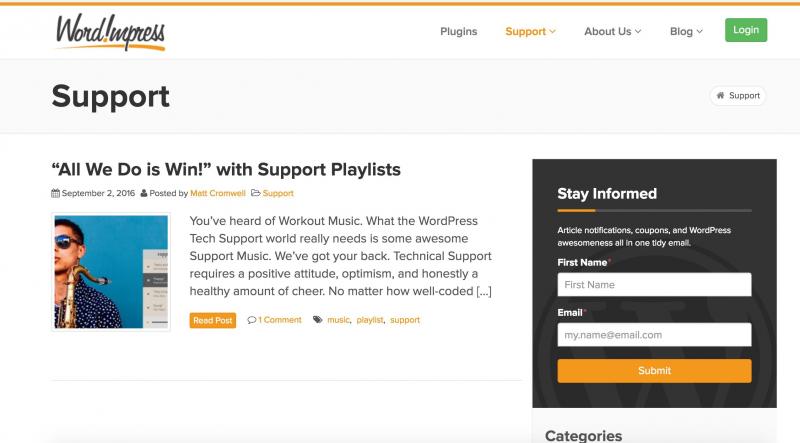 Word!mpress
Plugins
Support
About Us
Blog
Login
Support
Support
“All We Do is Win!” with Support Playlists
September 2, 2016 Posted by Matt Cromwell Support
You’ve heard of Workout Music. What the WordPress
Tech Support world really needs is some awesome
Support Music. We’ve got your back. Technical Support
requires a positive attitude, optimism, and honestly a
healthy amount of cheer. No matter how well-coded [...]
Read Post
1 Comment
music, playlist, support
Stay Informed
Article notifications, coupons, and WordPress
awesomeness all in one tidy email.
First Name*
First Name
Email*
my.name@email.com
Submit
Categories